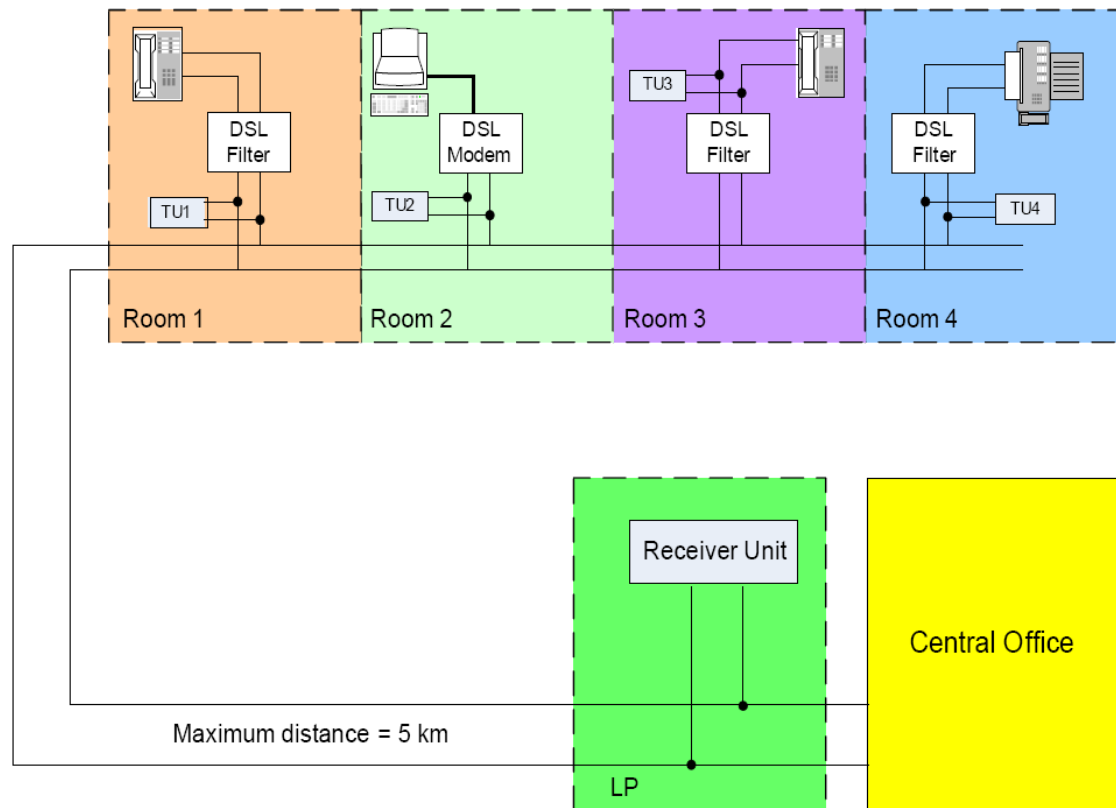 TU3
DSL
Filter
DSL
Modem
DSL
Filter
DSL
Filter
TU1
TU2
TU4
Room 1
Room 2
Room 3
Room 4
Receiver Unit
Central Office
Maximum distance = 5 km
LP